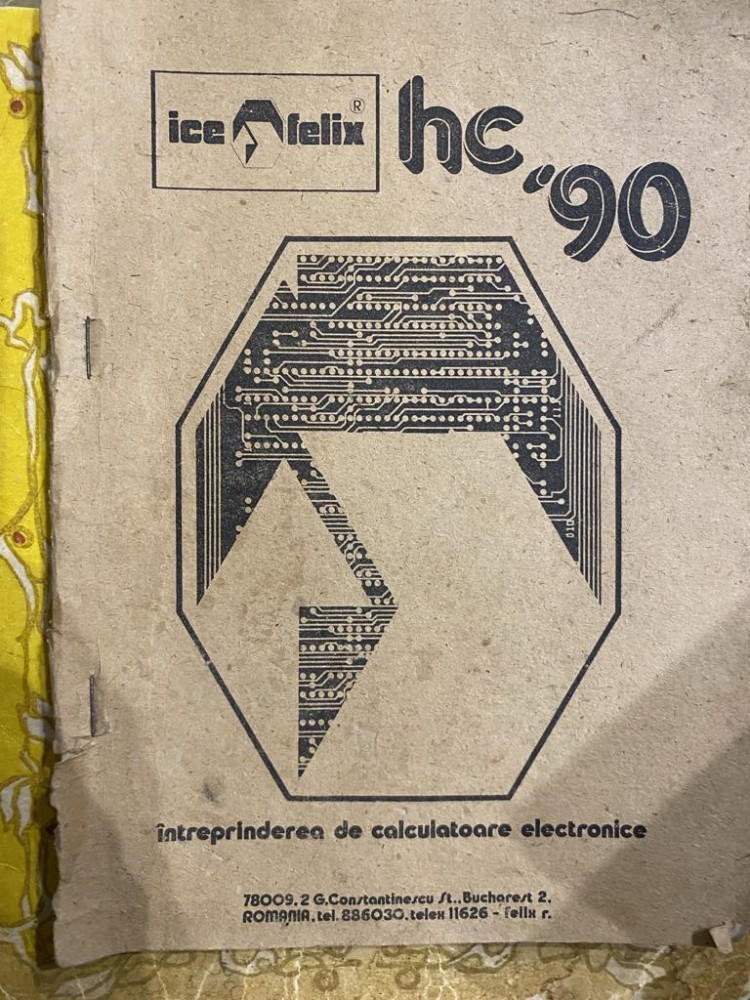 ice felix ®
hc '90
010
întreprinderea de calculatoare electronice
78009, 2 G.Constantinescu St., Bucharest 2,
ROMANIA, tel. 886030, telex 11626 - felix r.